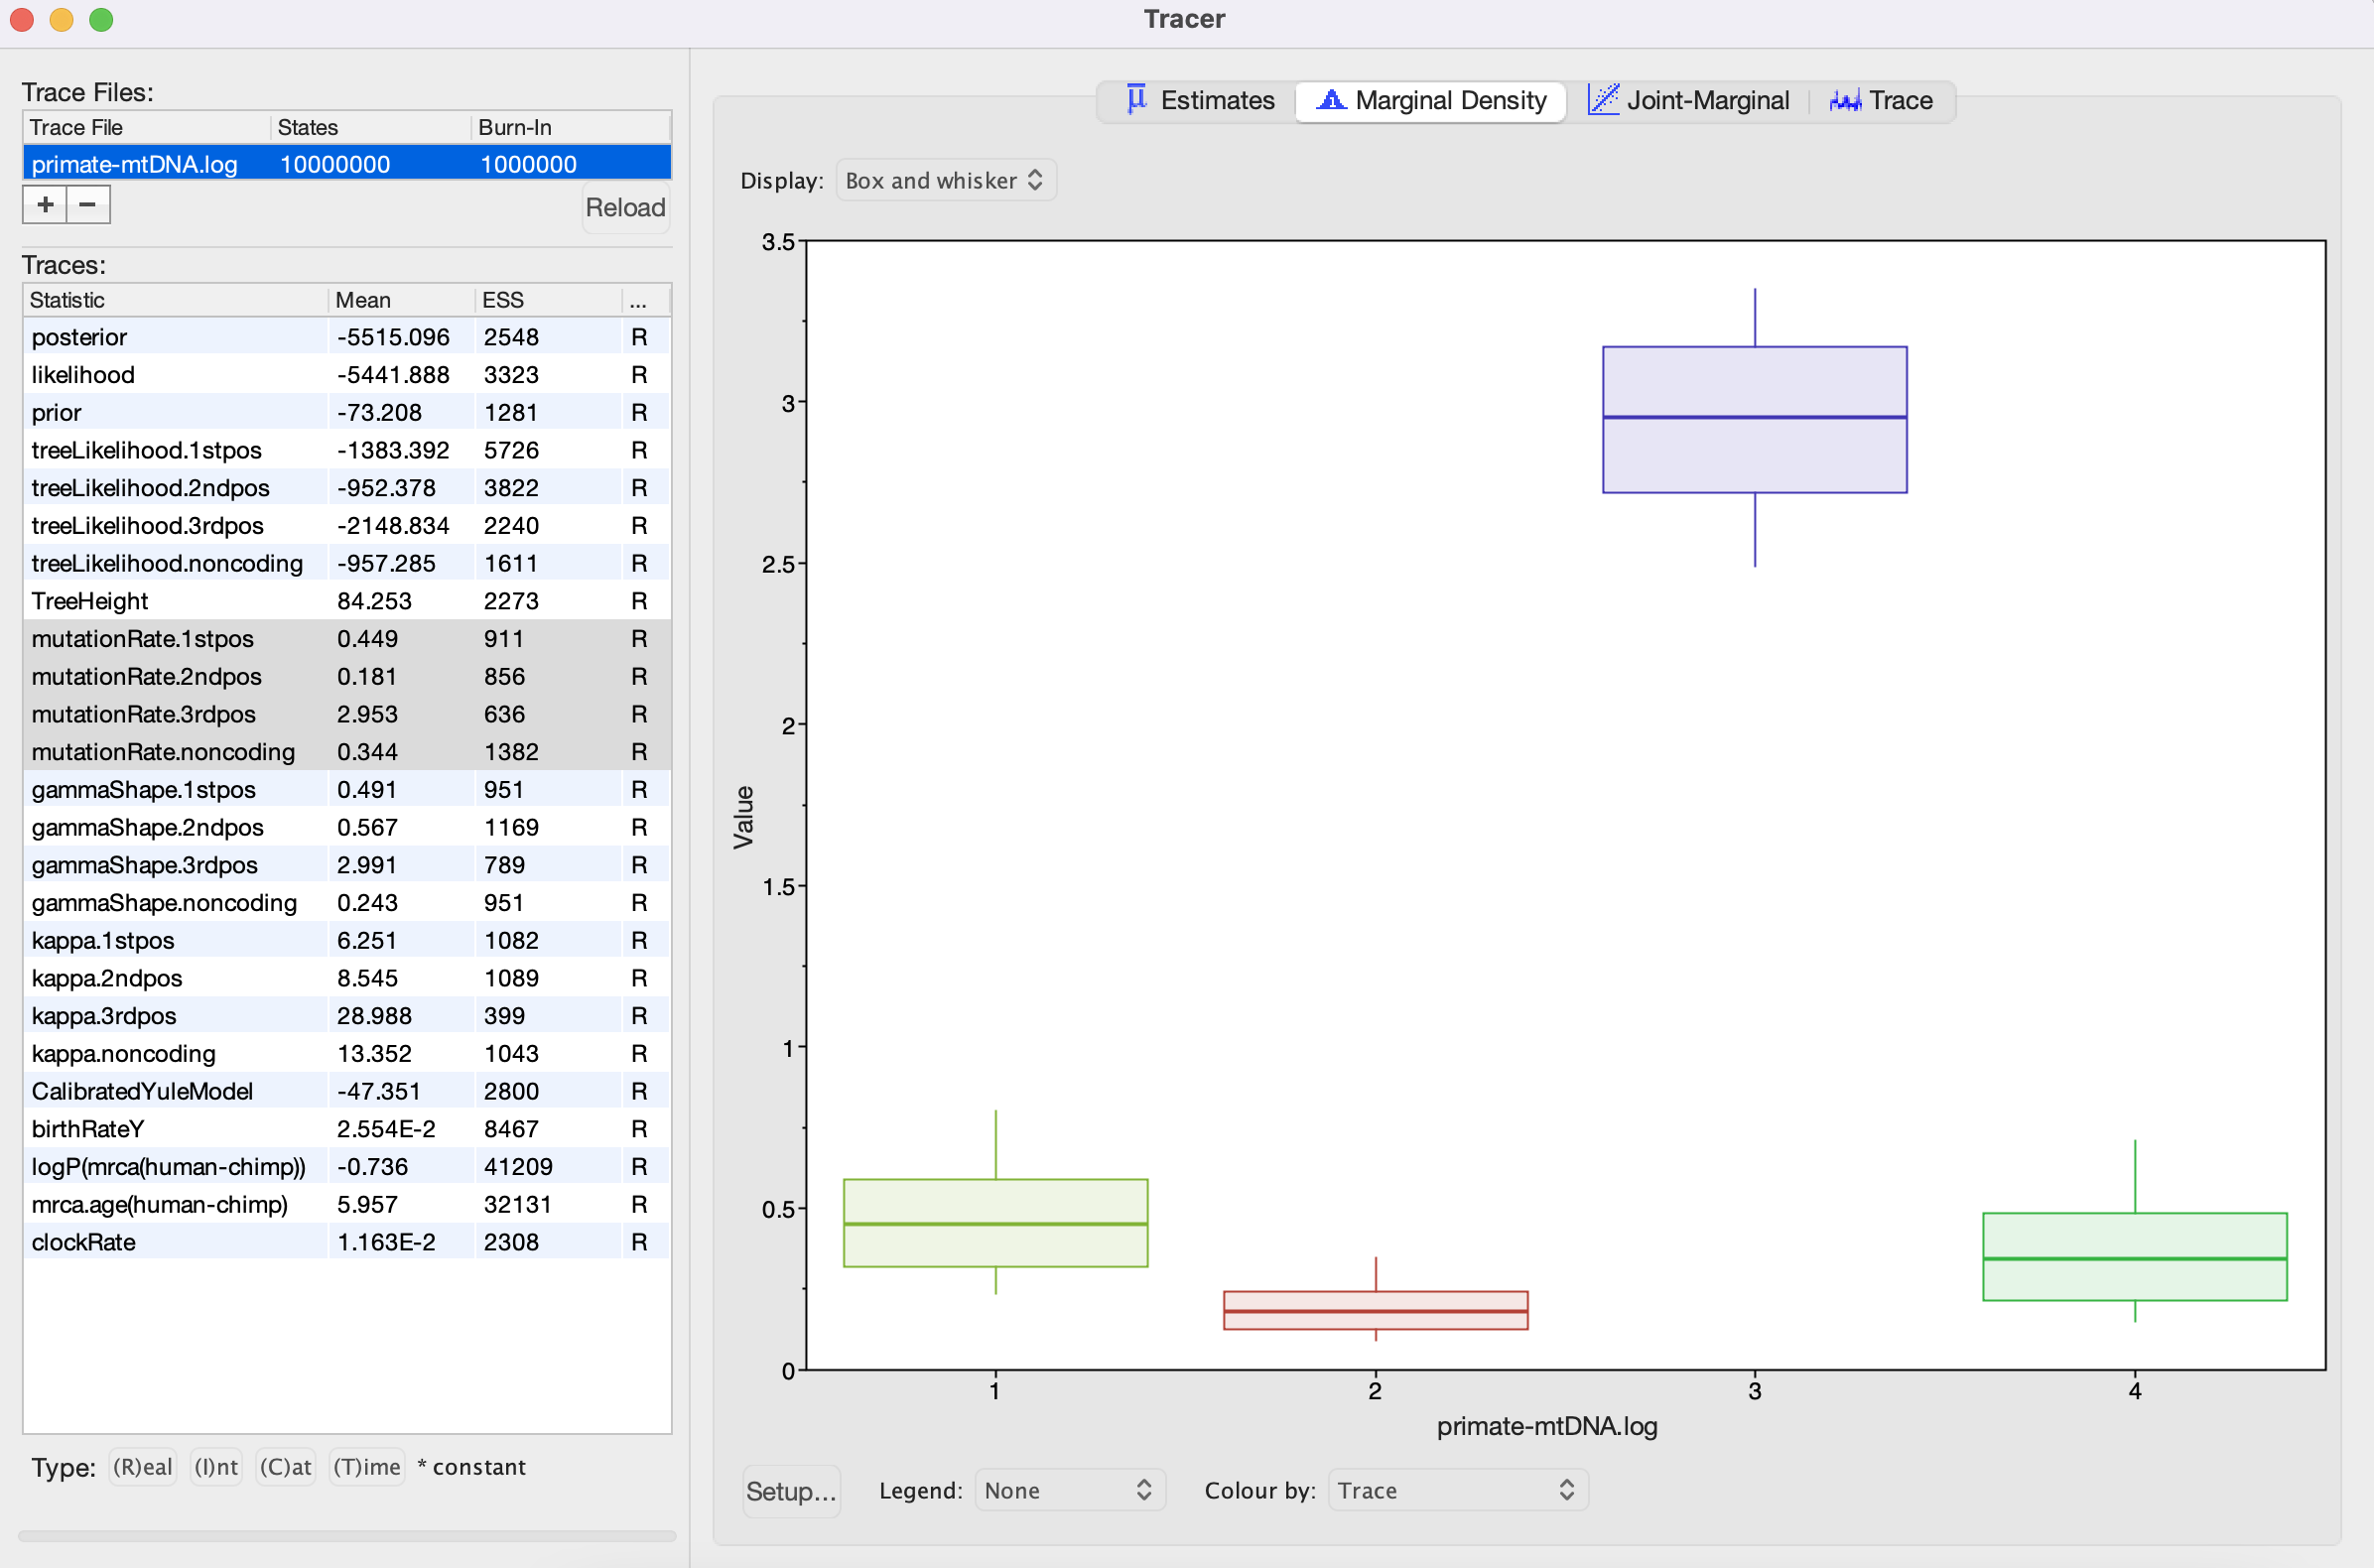 Tracer
Trace Files:
Trace File States Burn-In
primate-mtDNA.log 10000000 1000000
+ −
Reload
Traces:
Statistic Mean ESS ...
posterior -5515.096 2548 R
likelihood -5441.888 3323 R
prior -73.208 1281 R
treeLikelihood.1stpos -1383.392 5726 R
treeLikelihood.2ndpos -952.378 3822 R
treeLikelihood.3rdpos -2148.834 2240 R
treeLikelihood.noncoding -957.285 1611 R
TreeHeight 84.253 2273 R
mutationRate.1stpos 0.449 911 R
mutationRate.2ndpos 0.181 856 R
mutationRate.3rdpos 2.953 636 R
mutationRate.noncoding 0.344 1382 R
gammaShape.1stpos 0.491 951 R
gammaShape.2ndpos 0.567 1169 R
gammaShape.3rdpos 2.991 789 R
gammaShape.noncoding 0.243 951 R
kappa.1stpos 6.251 1082 R
kappa.2ndpos 8.545 1089 R
kappa.3rdpos 28.988 399 R
kappa.noncoding 13.352 1043 R
CalibratedYuleModel -47.351 2800 R
birthRateY 2.554E-2 8467 R
logP(mrca(human-chimp)) -0.736 41209 R
mrca.age(human-chimp) 5.957 32131 R
clockRate 1.163E-2 2308 R
Type: (R)eal (I)nt (C)at (T)ime * constant
Estimates Marginal Density Joint-Marginal Trace
Display: Box and whisker
3.5
3
2.5
2
1.5
1
0.5
0
Value
1 2 3 4
primate-mtDNA.log
Setup... Legend: None Colour by: Trace